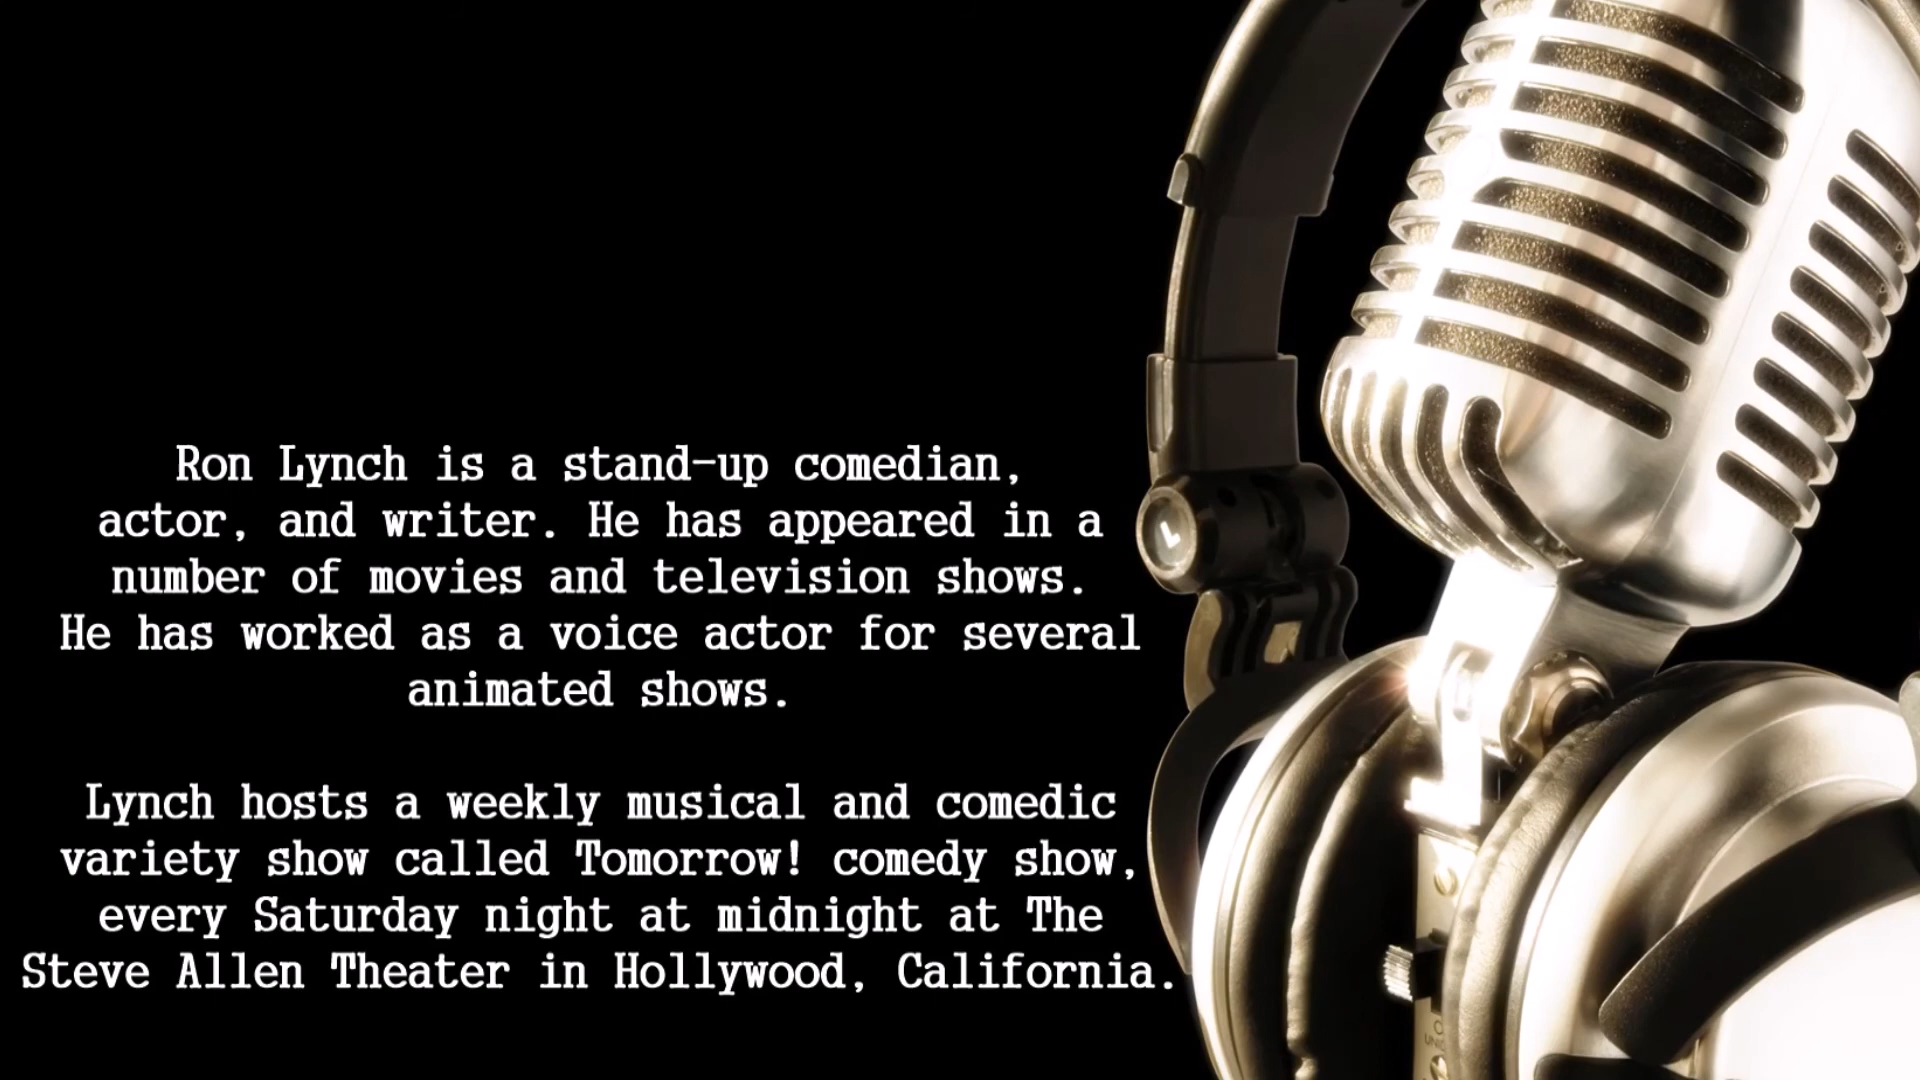 Ron Lynch is a stand-up comedian,
actor, and writer. He has appeared in a
number of movies and television shows.
He has worked as a voice actor for several
animated shows.
Lynch hosts a weekly musical and comedic
variety show called Tomorrow! comedy show,
every Saturday night at midnight at The
Steve Allen Theater in Hollywood, California.
L